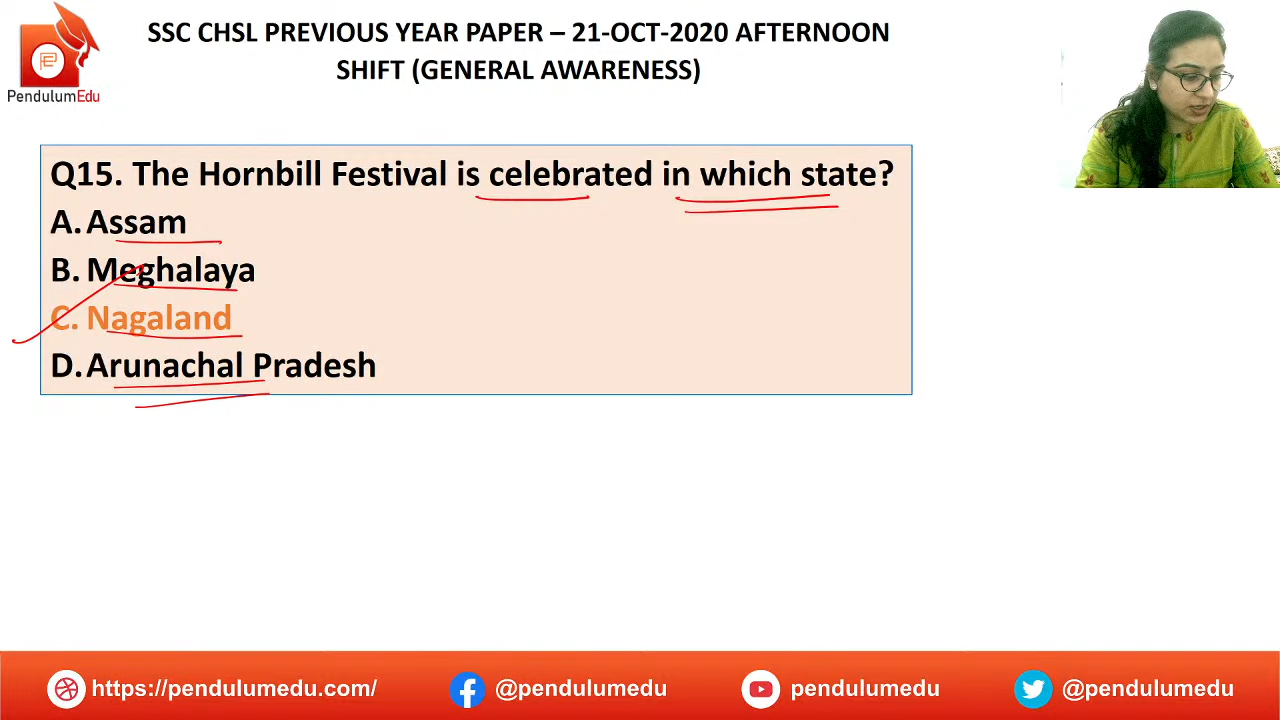 SSC CHSL PREVIOUS YEAR PAPER – 21-OCT-2020 AFTERNOON
SHIFT (GENERAL AWARENESS)
PendulumEdu
Q15. The Hornbill Festival is celebrated in which state?
A. Assam
B. Meghalaya
C. Nagaland
D. Arunachal Pradesh
https://pendulumedu.com/
@pendulumedu
pendulumedu
@pendulumedu